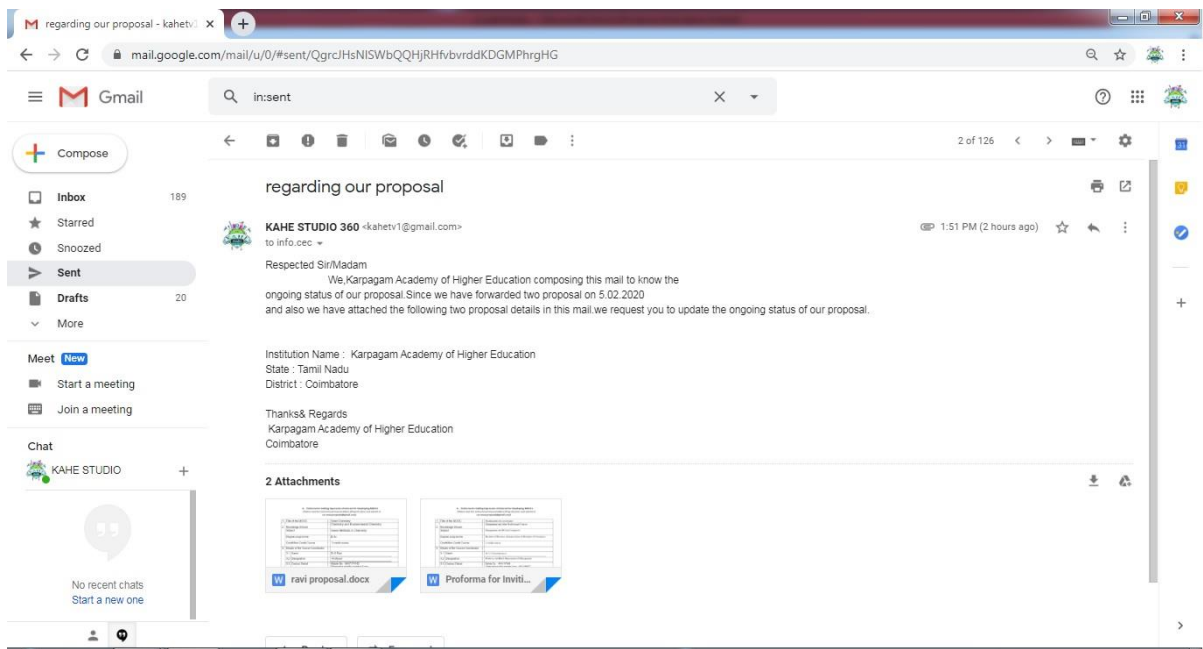 regarding our proposal - kahetv1
mail.google.com/mail/u/0/#sent/QgrcJHsNlSWbQQHjRHfvbvrddKDGMPhrgHG
Gmail
in:sent
Compose
2 of 126
Inbox 189
Starred
Snoozed
Sent
Drafts 20
More
Meet New
Start a meeting
Join a meeting
Chat
KAHE STUDIO
No recent chats
Start a new one
regarding our proposal
KAHE STUDIO 360 <kahetv1@gmail.com>
1:51 PM (2 hours ago)
to info.cec
Respected Sir/Madam
We,Karpagam Academy of Higher Education composing this mail to know the
ongoing status of our proposal.Since we have forwarded two proposal on 5.02.2020
and also we have attached the following two proposal details in this mail.we request you to update the ongoing status of our proposal.
Institution Name : Karpagam Academy of Higher Education
State : Tamil Nadu
District : Coimbatore
Thanks& Regards
Karpagam Academy of Higher Education
Coimbatore
2 Attachments
W ravi proposal.docx
W Proforma for Inviti...